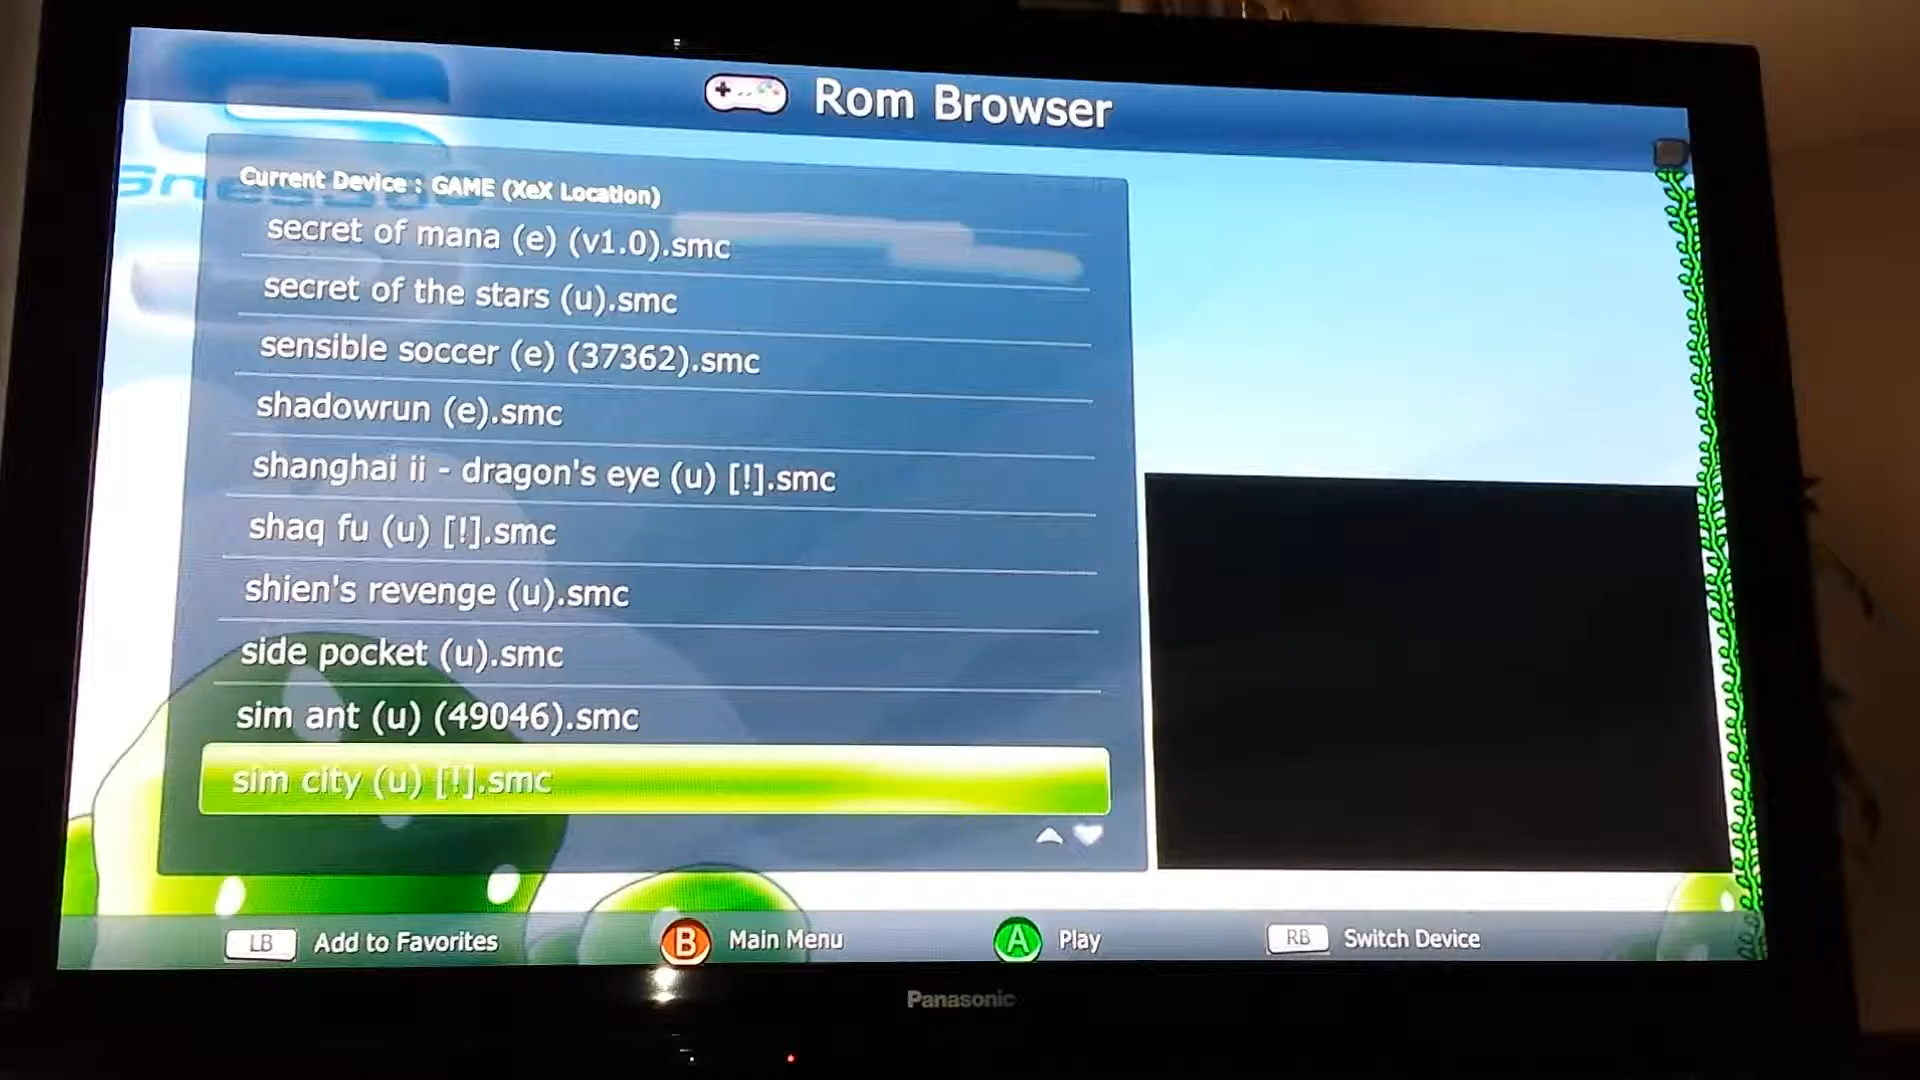 Rom Browser
Current Device : GAME (XeX Location)
secret of mana (e) (v1.0).smc
secret of the stars (u).smc
sensible soccer (e) (37362).smc
shadowrun (e).smc
shanghai ii - dragon's eye (u) [!].smc
shaq fu (u) [!].smc
shien's revenge (u).smc
side pocket (u).smc
sim ant (u) (49046).smc
sim city (u) [!].smc
LB Add to Favorites B Main Menu A Play RB Switch Device
Panasonic